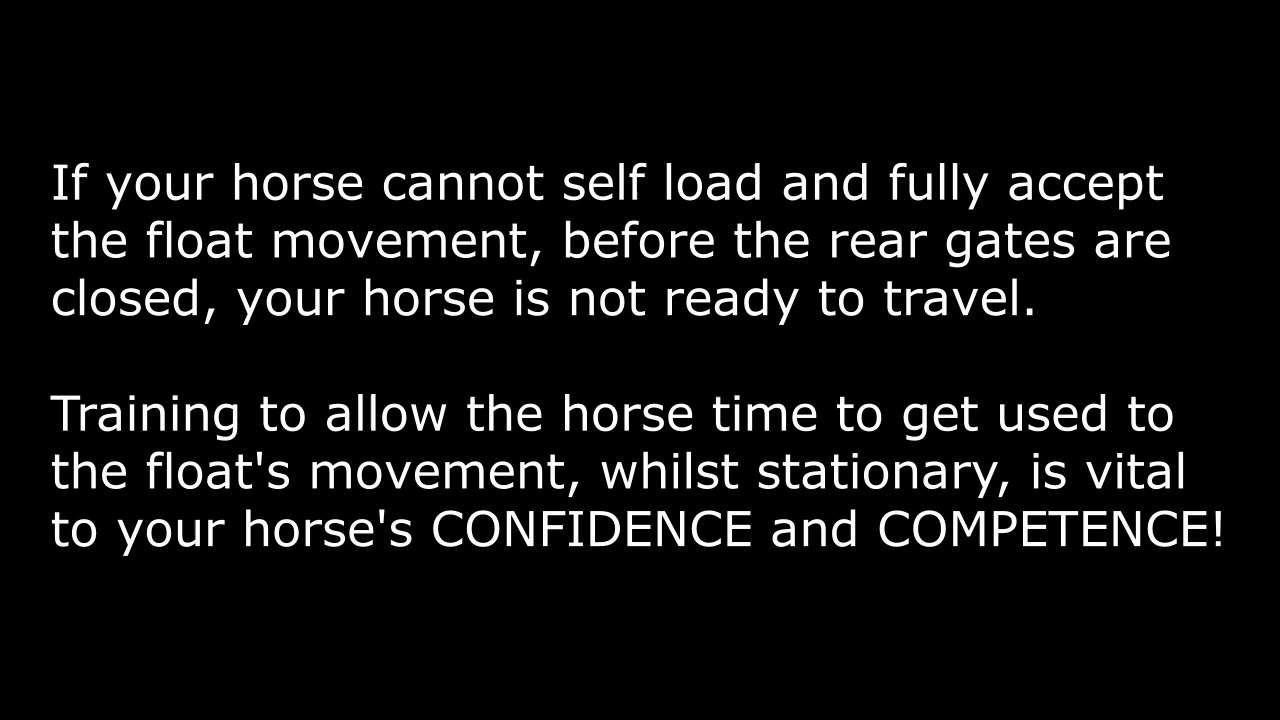 If your horse cannot self load and fully accept
the float movement, before the rear gates are
closed, your horse is not ready to travel.
Training to allow the horse time to get used to
the float's movement, whilst stationary, is vital
to your horse's CONFIDENCE and COMPETENCE!